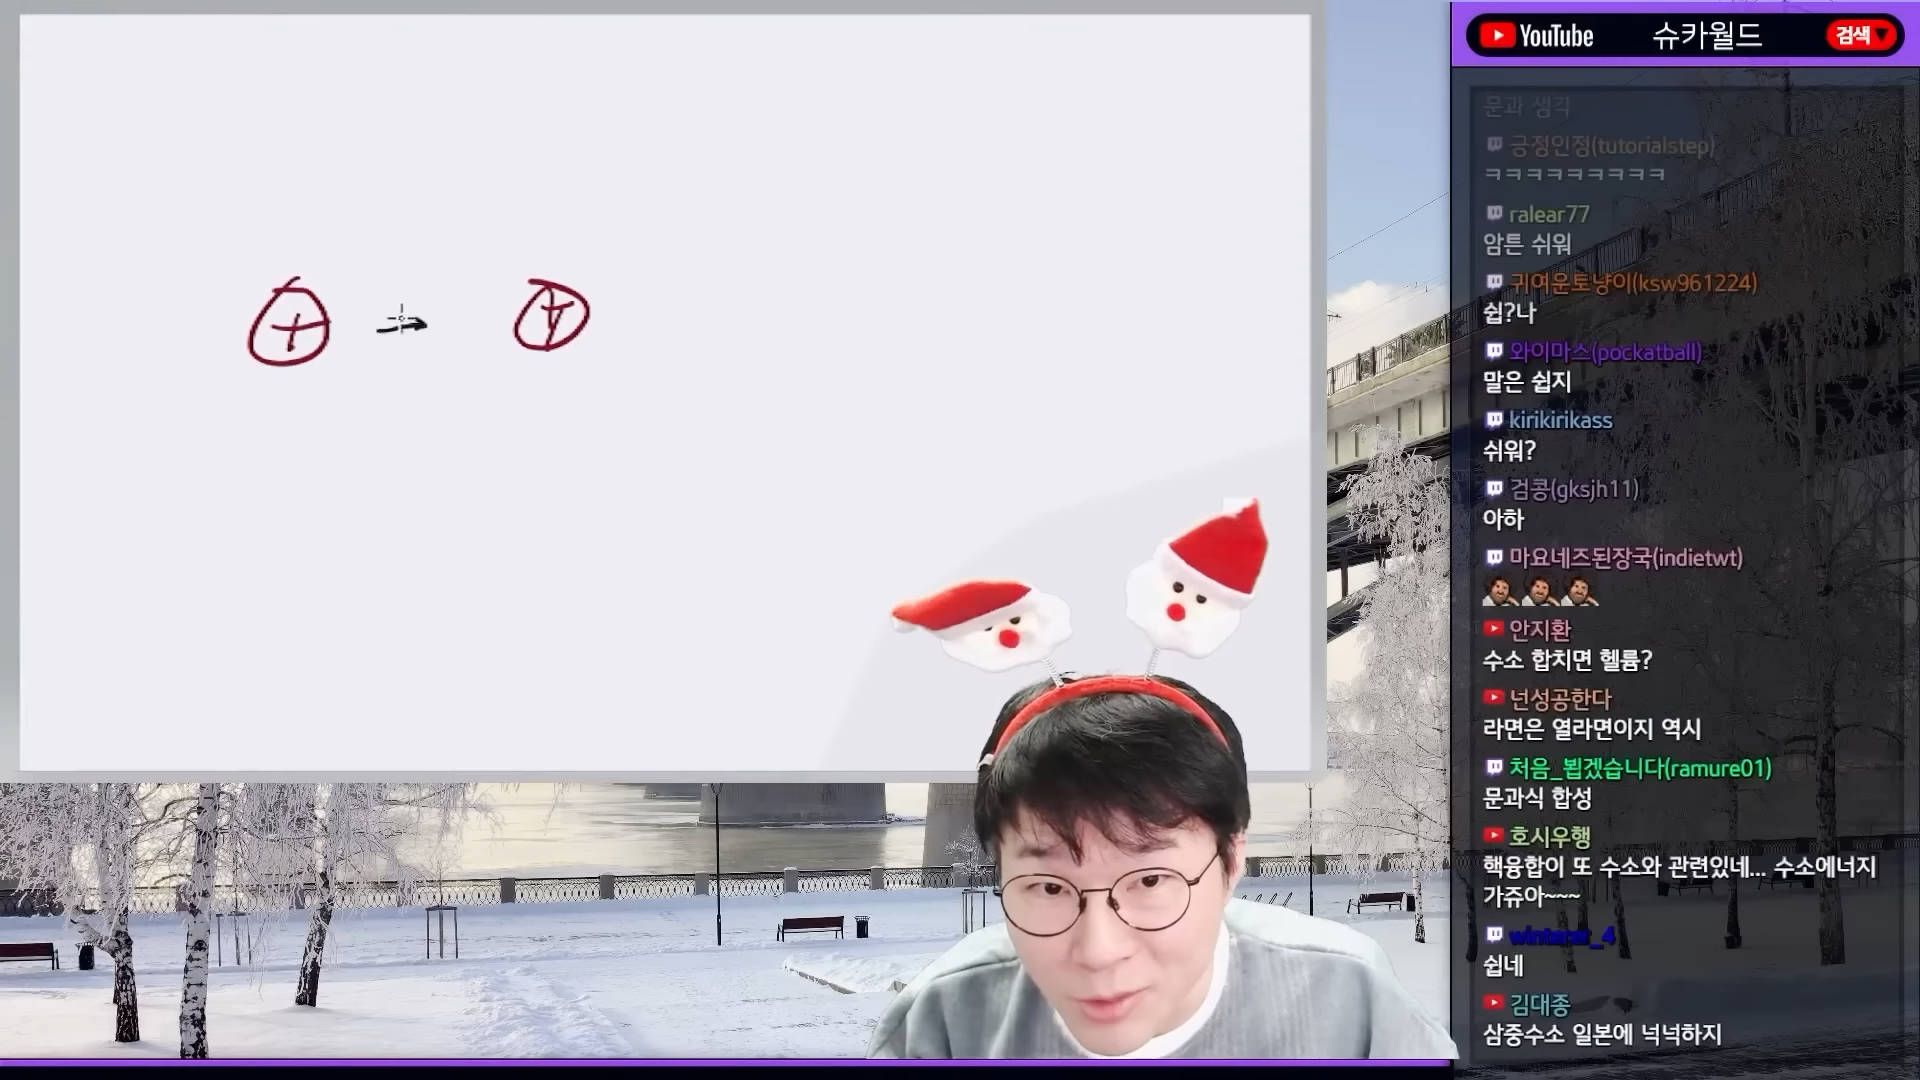 YouTube 슈카월드 검색
문과 생각
긍정인정(tutorialstep)
ㅋㅋㅋㅋㅋㅋㅋㅋㅋ
ralear77
암튼 쉬워
귀여운토냥이(ksw961224)
쉽?나
와이마스(pockatball)
말은 쉽지
kirikirikass
쉬워?
검콩(gksjh11)
아하
마요네즈된장국(indietwt)
안지환
수소 합치면 헬륨?
넌성공한다
라면은 열라면이지 역시
처음_뵙겠습니다(ramure01)
문과식 합성
호시우행
핵융합이 또 수소와 관련있네... 수소에너지
가쥬아~~~
쉽네
김대종
삼중수소 일본에 넉넉하지
+ +